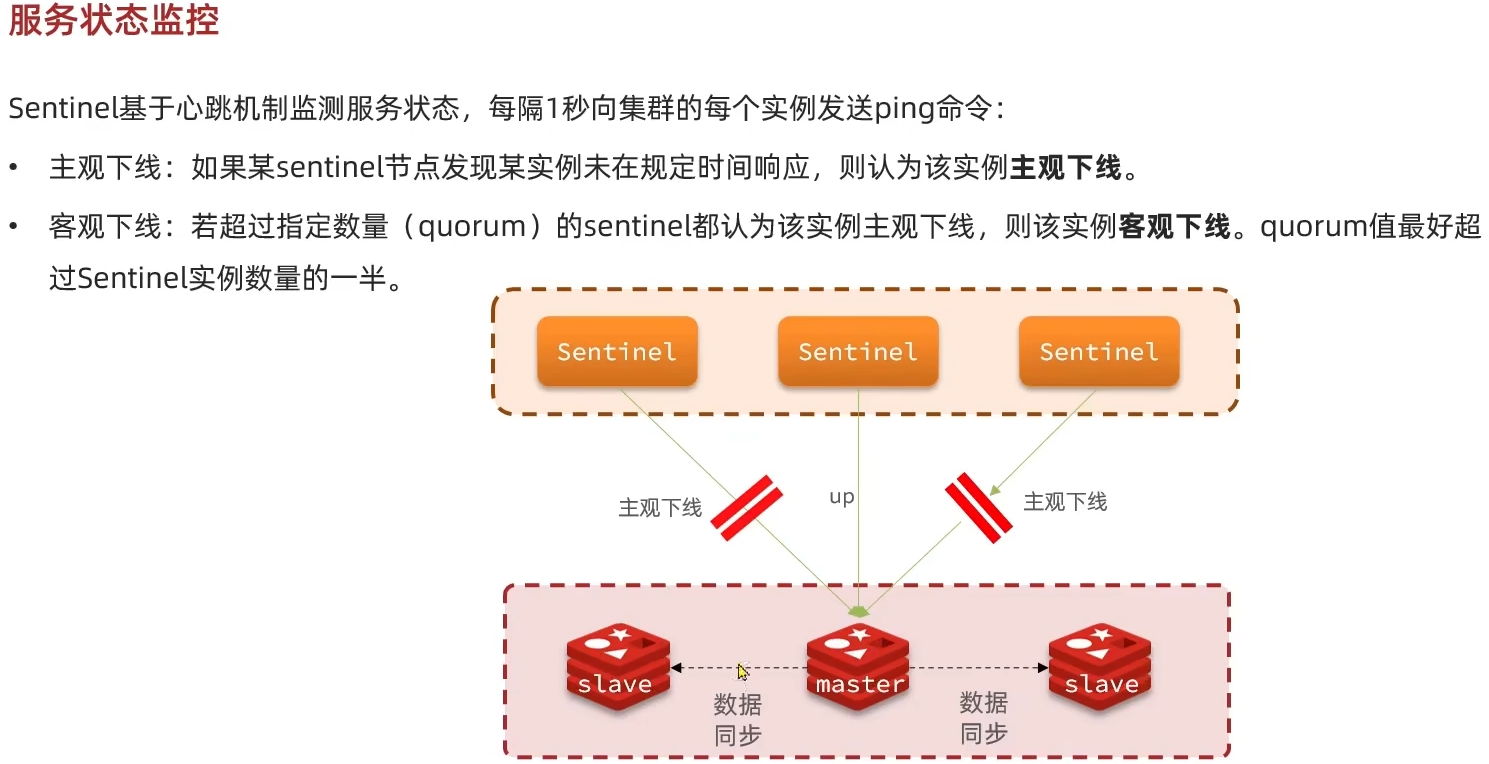 服务状态监控
Sentinel基于心跳机制监测服务状态，每隔1秒向集群的每个实例发送ping命令：
• 主观下线：如果某sentinel节点发现某实例未在规定时间响应，则认为该实例主观下线。
• 客观下线：若超过指定数量（quorum）的sentinel都认为该实例主观下线，则该实例客观下线。quorum值最好超
过Sentinel实例数量的一半。
Sentinel Sentinel Sentinel
主观下线 up 主观下线
slave master slave
数据 数据
同步 同步